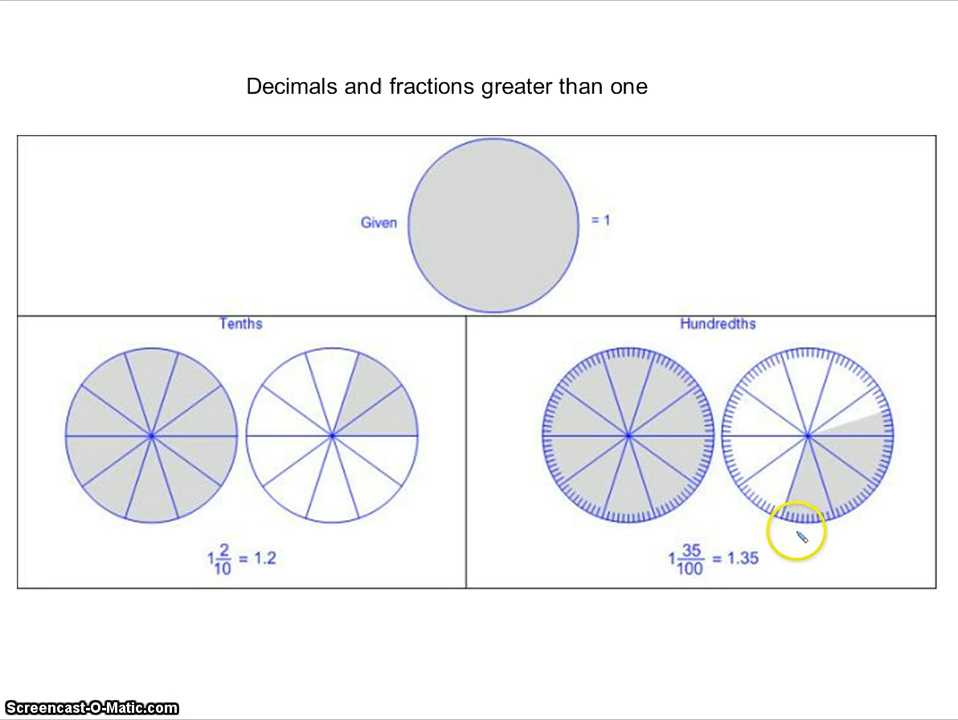 Decimals and fractions greater than one
Given = 1
Tenths
Hundredths
1 2/10 = 1.2
1 35/100 = 1.35
Screencast-O-Matic.com